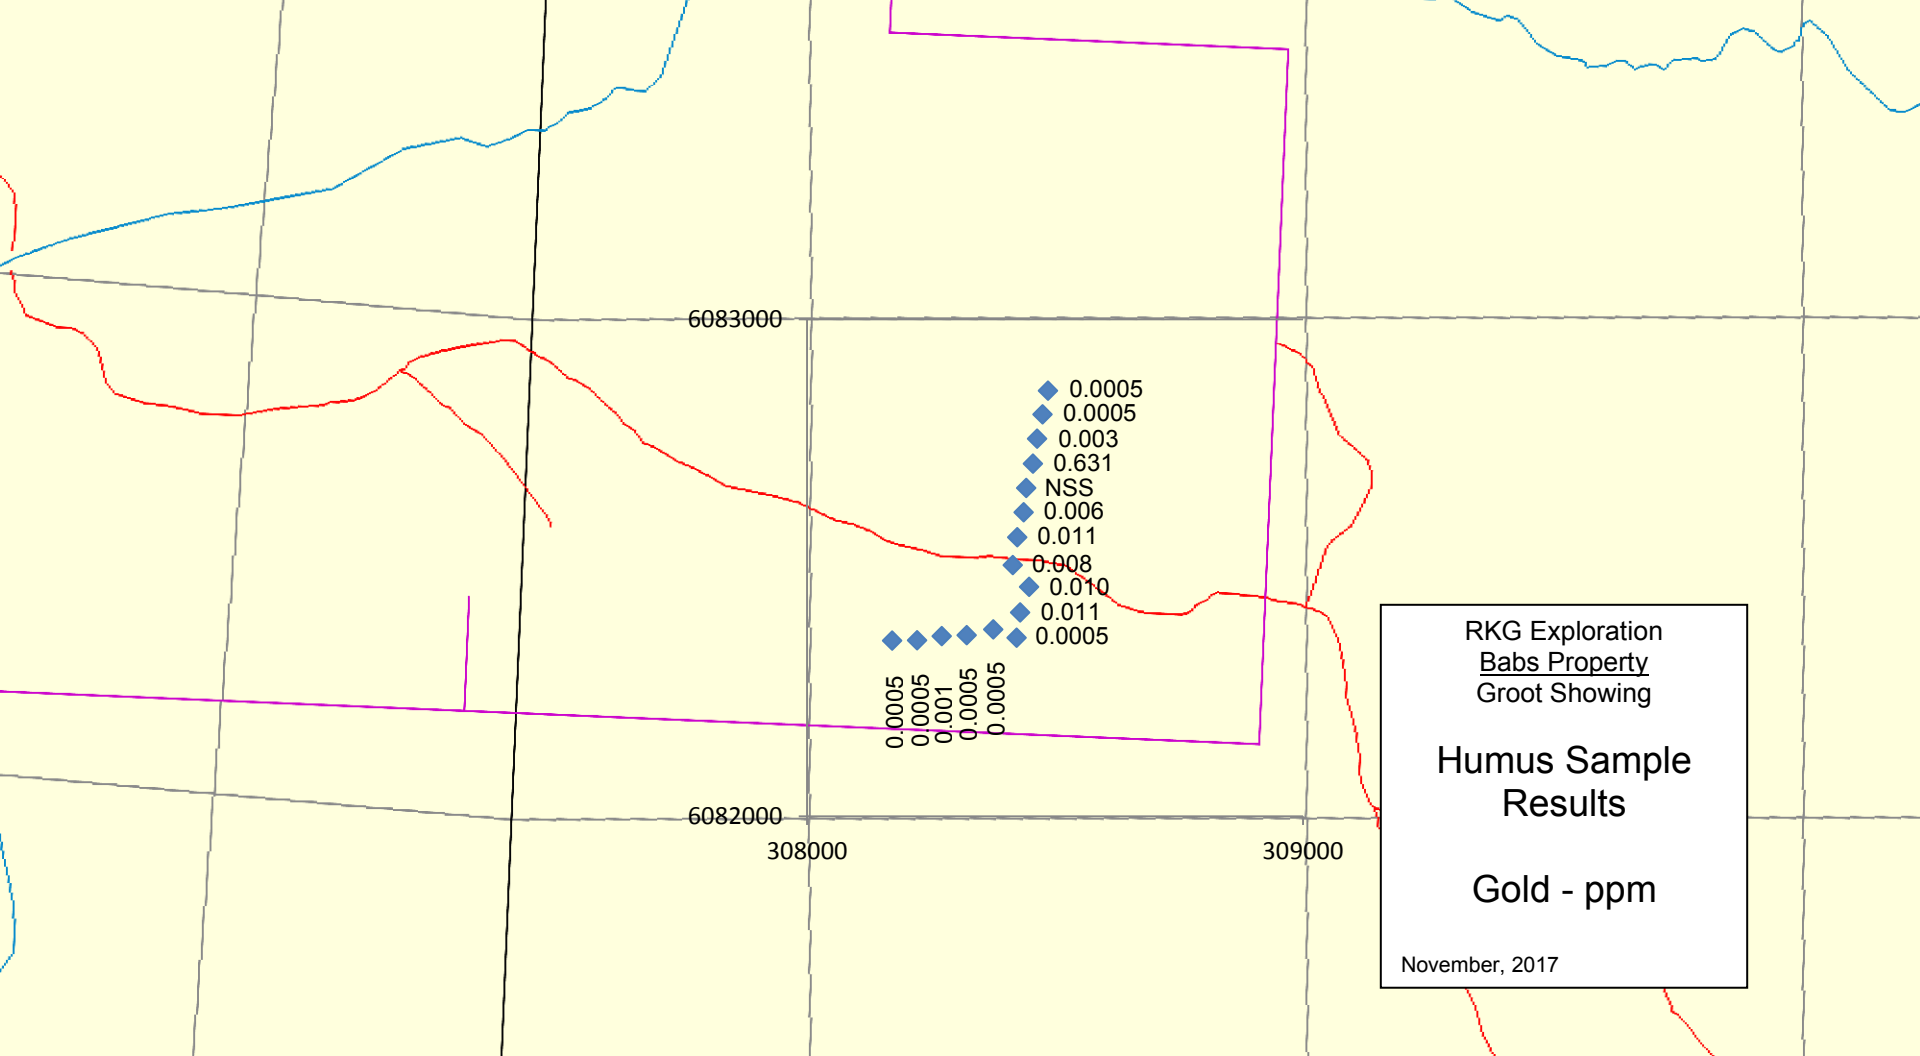 6083000
0.0005
0.0005
0.003
0.631
NSS
0.006
0.011
0.008
0.010
0.011
0.0005
0.0005
0.0005
0.001
0.0005
0.0005
6082000
308000
309000
RKG Exploration
Babs Property
Groot Showing
Humus Sample
Results
Gold - ppm
November, 2017